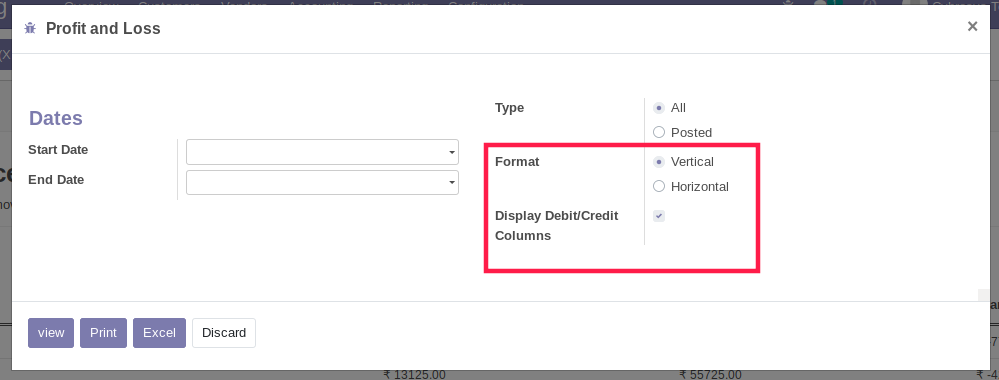 Profit and Loss
×
Dates
Start Date
End Date
Type
All
Posted
Format
Vertical
Horizontal
Display Debit/Credit
Columns
view
Print
Excel
Discard
₹ 13125.00
₹ 55725.00
₹ -4